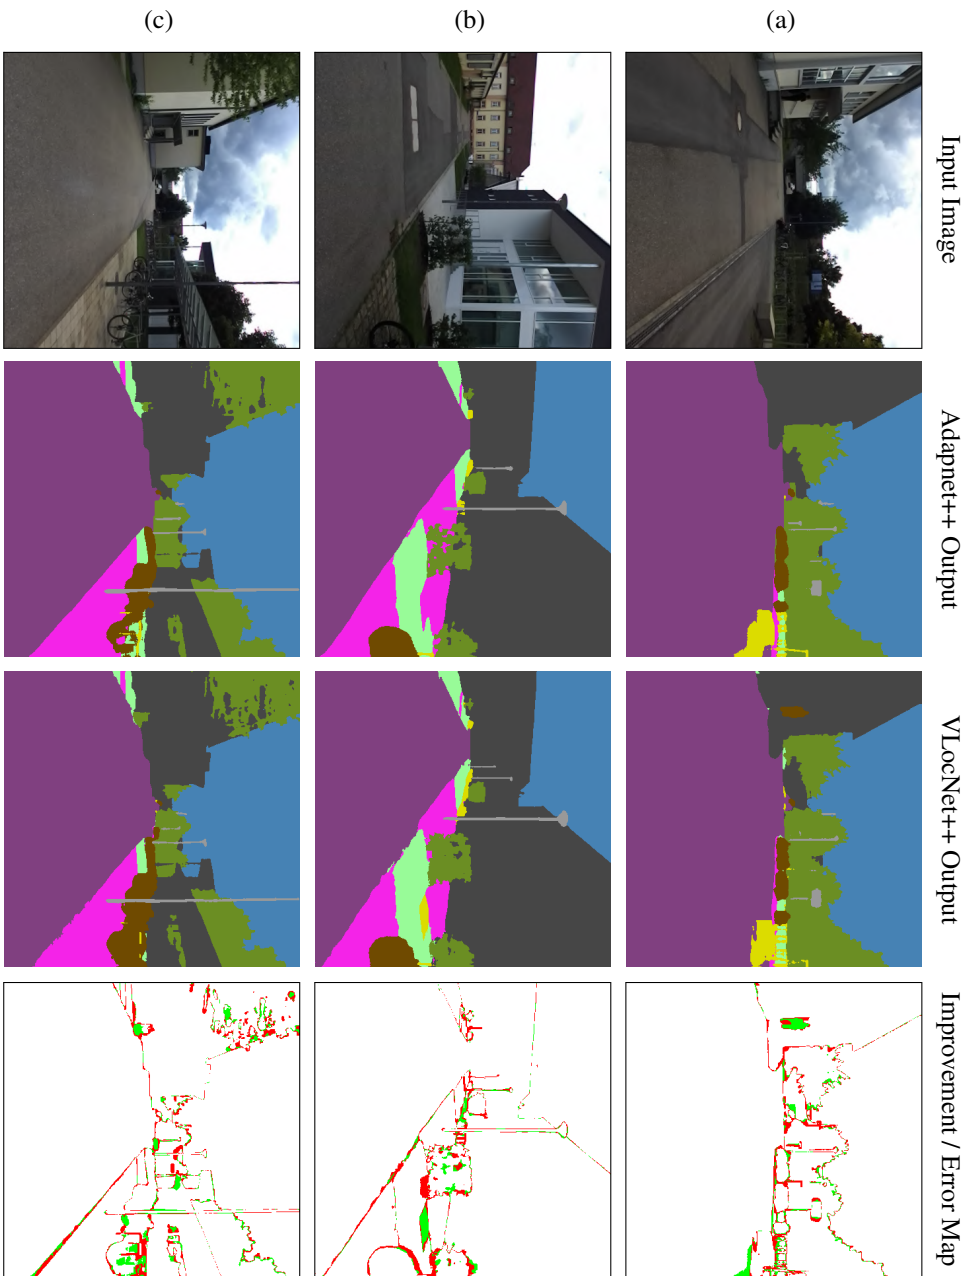 Input Image
Adapnet++ Output
VLocNet++ Output
Improvement / Error Map
(a)
(b)
(c)